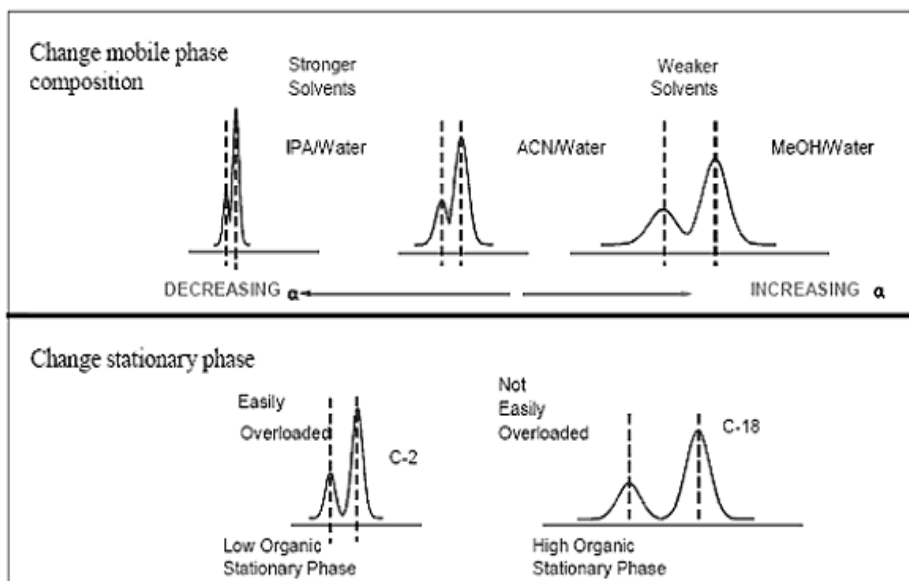 Change mobile phase
composition
Stronger
Solvents
Weaker
Solvents
IPA/Water
ACN/Water
MeOH/Water
DECREASING α
INCREASING α
Change stationary phase
Easily
Overloaded
C-2
Not
Easily
Overloaded
C-18
Low Organic
Stationary Phase
High Organic
Stationary Phase